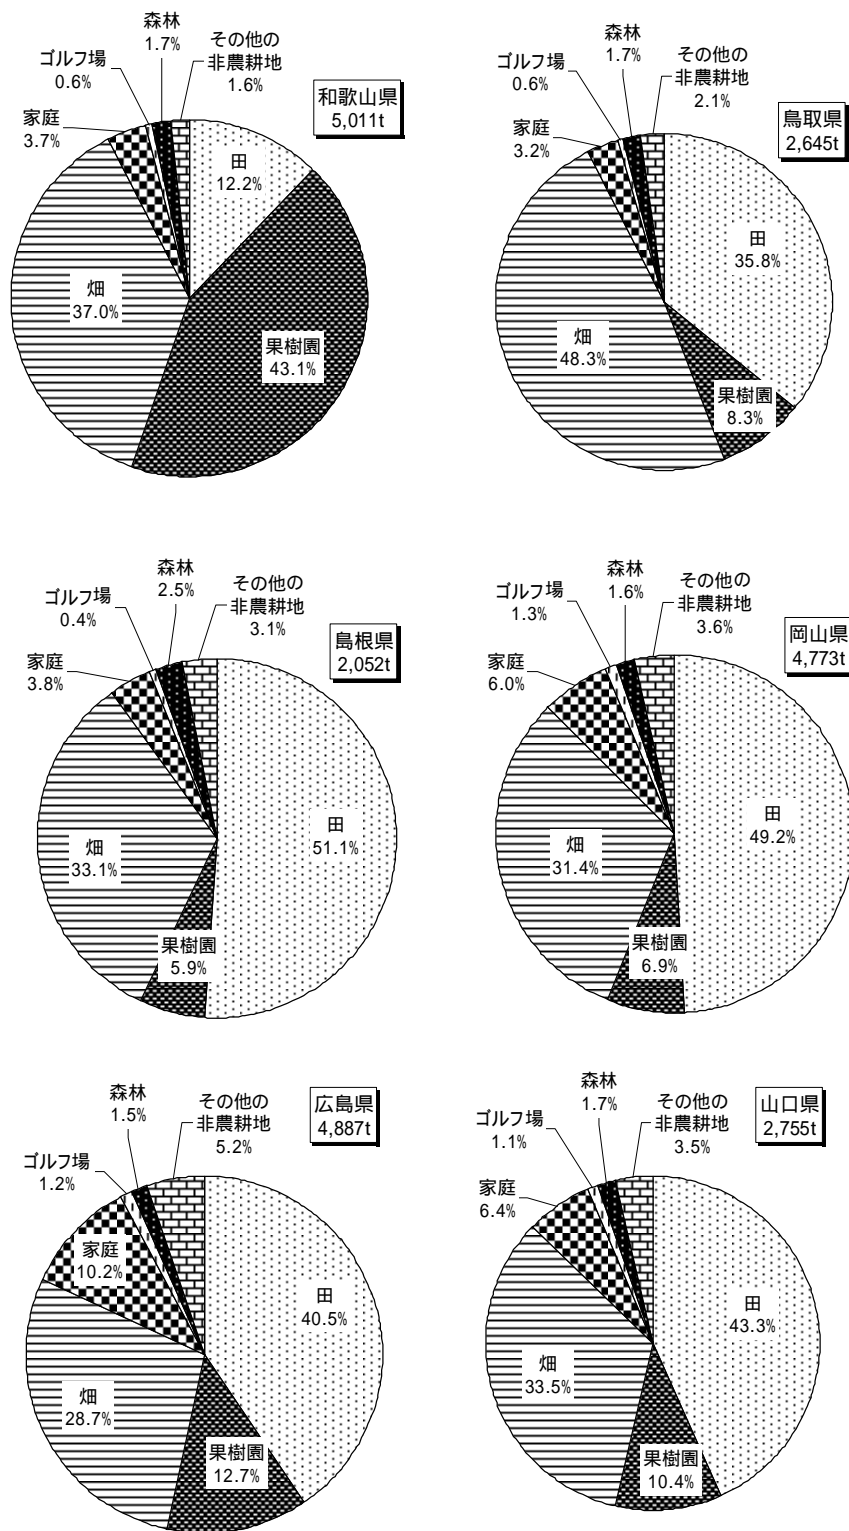 森林
1.7%
その他の
非農耕地
1.6%
ゴルフ場
0.6%
家庭
3.7%
和歌山県
5,011t
田
12.2%
畑
37.0%
果樹園
43.1%
森林
1.7%
その他の
非農耕地
2.1%
ゴルフ場
0.6%
家庭
3.2%
鳥取県
2,645t
田
35.8%
畑
48.3%
果樹園
8.3%
森林
2.5%
その他の
非農耕地
3.1%
ゴルフ場
0.4%
家庭
3.8%
島根県
2,052t
田
51.1%
畑
33.1%
果樹園
5.9%
森林
1.6%
その他の
非農耕地
3.6%
ゴルフ場
1.3%
家庭
6.0%
岡山県
4,773t
田
49.2%
畑
31.4%
果樹園
6.9%
森林
1.5%
その他の
非農耕地
5.2%
ゴルフ場
1.2%
家庭
10.2%
広島県
4,887t
田
40.5%
畑
28.7%
果樹園
12.7%
森林
1.7%
その他の
非農耕地
3.5%
ゴルフ場
1.1%
家庭
6.4%
山口県
2,755t
田
43.3%
畑
33.5%
果樹園
10.4%